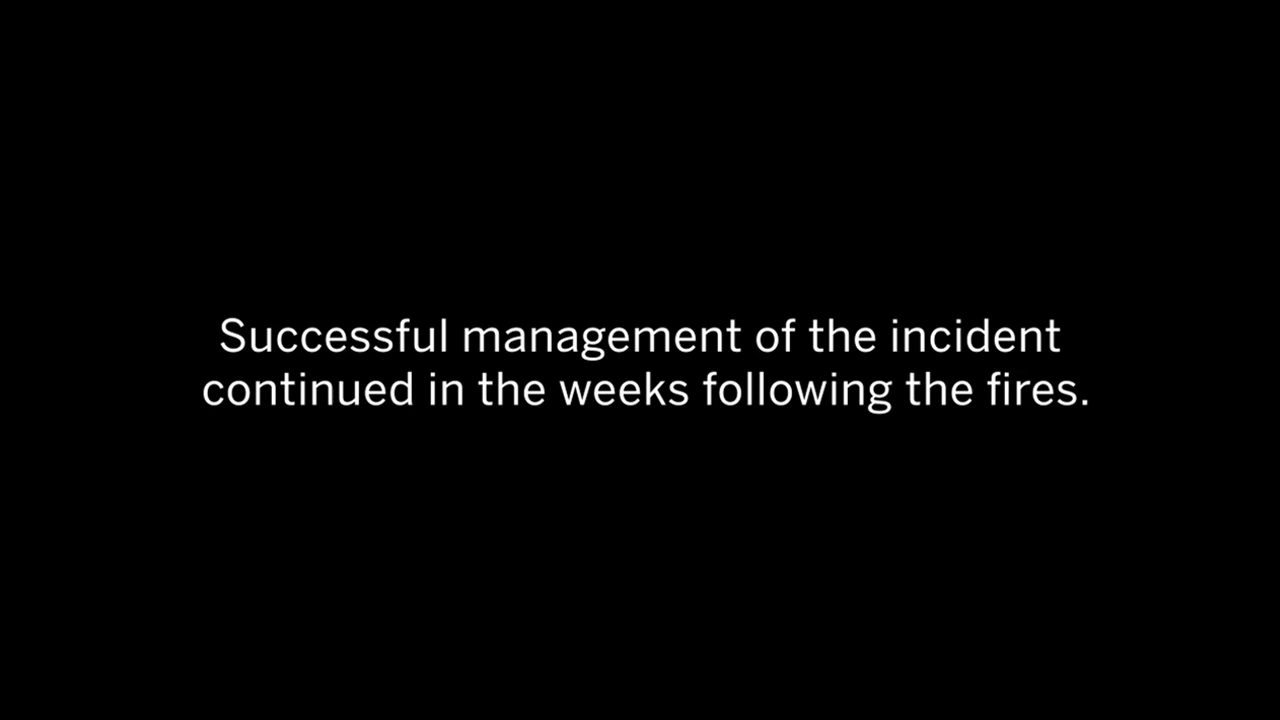 Successful management of the incident
continued in the weeks following the fires.